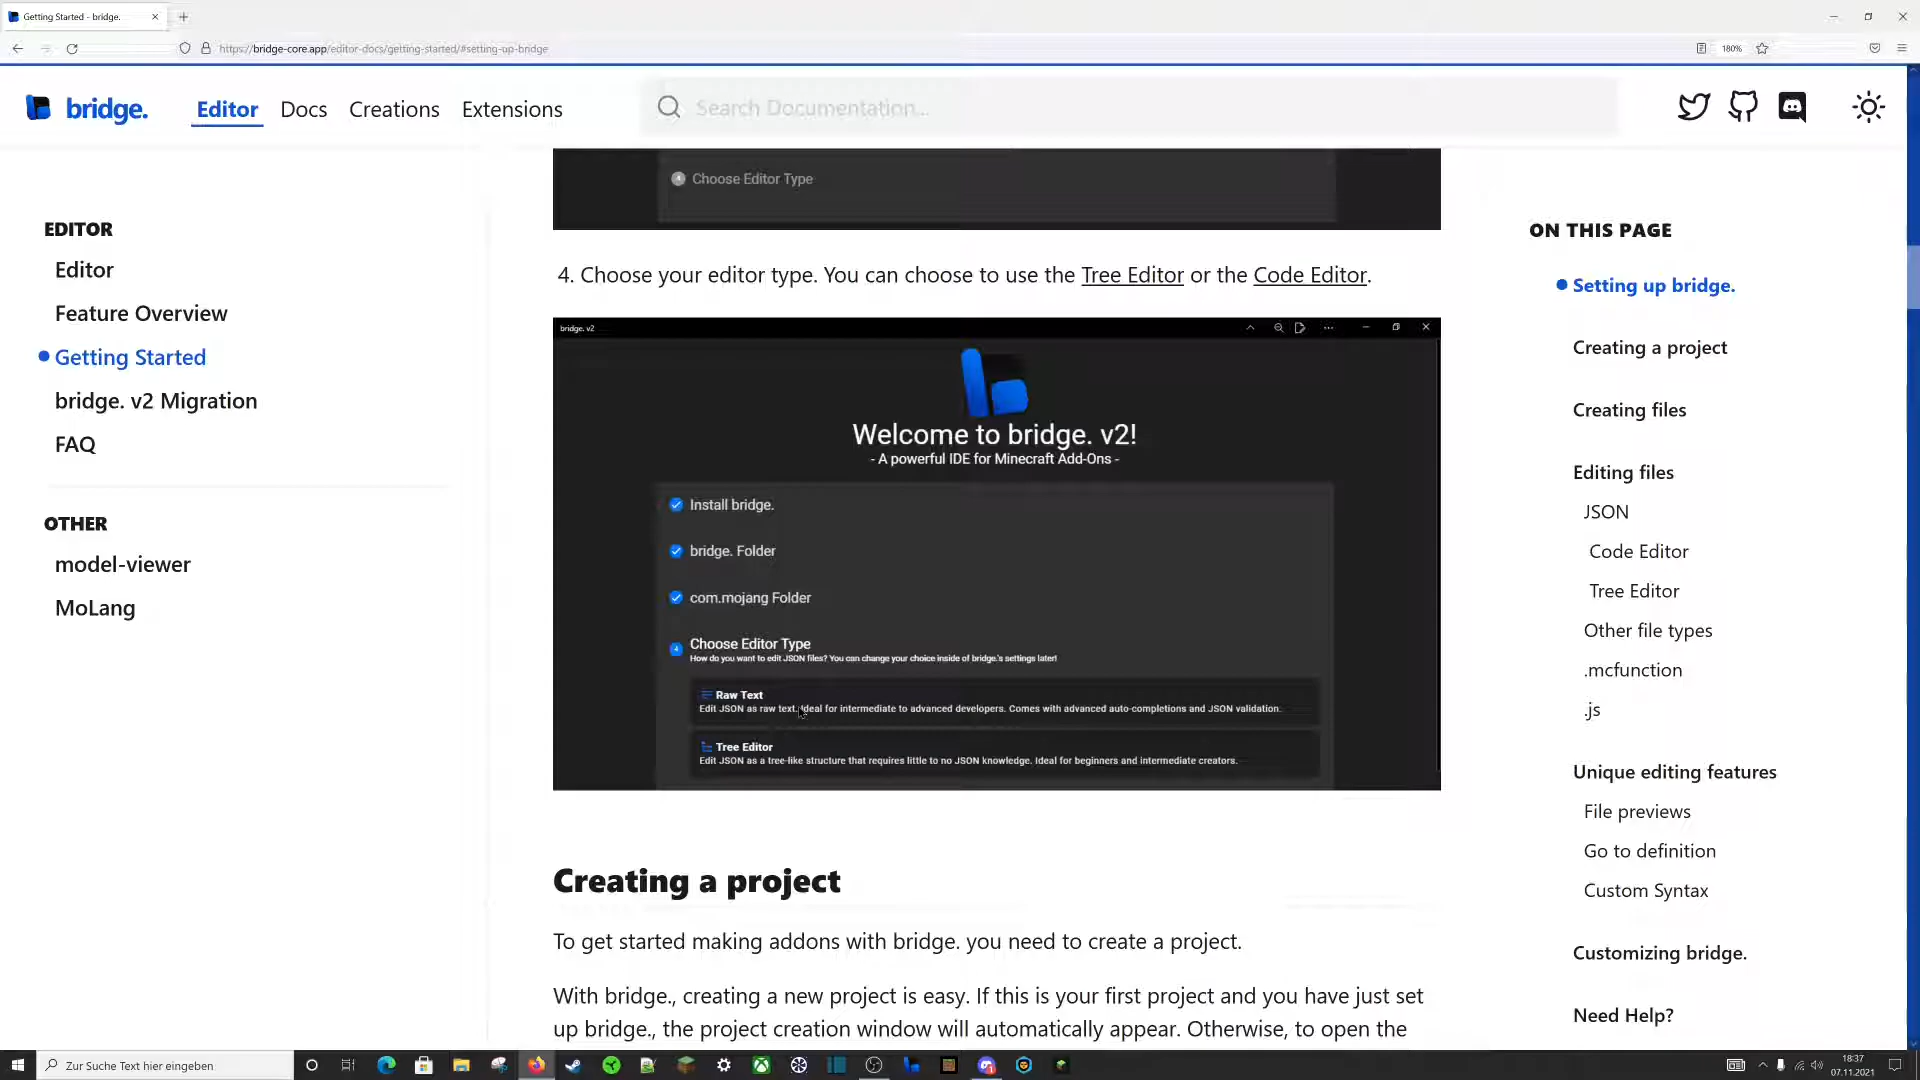 Getting Started - bridge.
https://bridge-core.app/editor-docs/getting-started/#setting-up-bridge
180%
bridge.
Editor
Docs
Creations
Extensions
Search Documentation...
EDITOR
Editor
Feature Overview
Getting Started
bridge. v2 Migration
FAQ
OTHER
model-viewer
MoLang
4 Choose Editor Type
4. Choose your editor type. You can choose to use the Tree Editor or the Code Editor.
bridge. v2
Welcome to bridge. v2!
- A powerful IDE for Minecraft Add-Ons -
Install bridge.
bridge. Folder
com.mojang Folder
4 Choose Editor Type
How do you want to edit JSON files? You can change your choice inside of bridge.'s settings later!
Raw Text
Edit JSON as raw text. Ideal for intermediate to advanced developers. Comes with advanced auto-completions and JSON validation.
Tree Editor
Edit JSON as a tree-like structure that requires little to no JSON knowledge. Ideal for beginners and intermediate creators.
Creating a project
To get started making addons with bridge. you need to create a project.
With bridge., creating a new project is easy. If this is your first project and you have just set
up bridge., the project creation window will automatically appear. Otherwise, to open the
ON THIS PAGE
Setting up bridge.
Creating a project
Creating files
Editing files
JSON
Code Editor
Tree Editor
Other file types
.mcfunction
.js
Unique editing features
File previews
Go to definition
Custom Syntax
Customizing bridge.
Need Help?
Zur Suche Text hier eingeben
18:37
07.11.2021